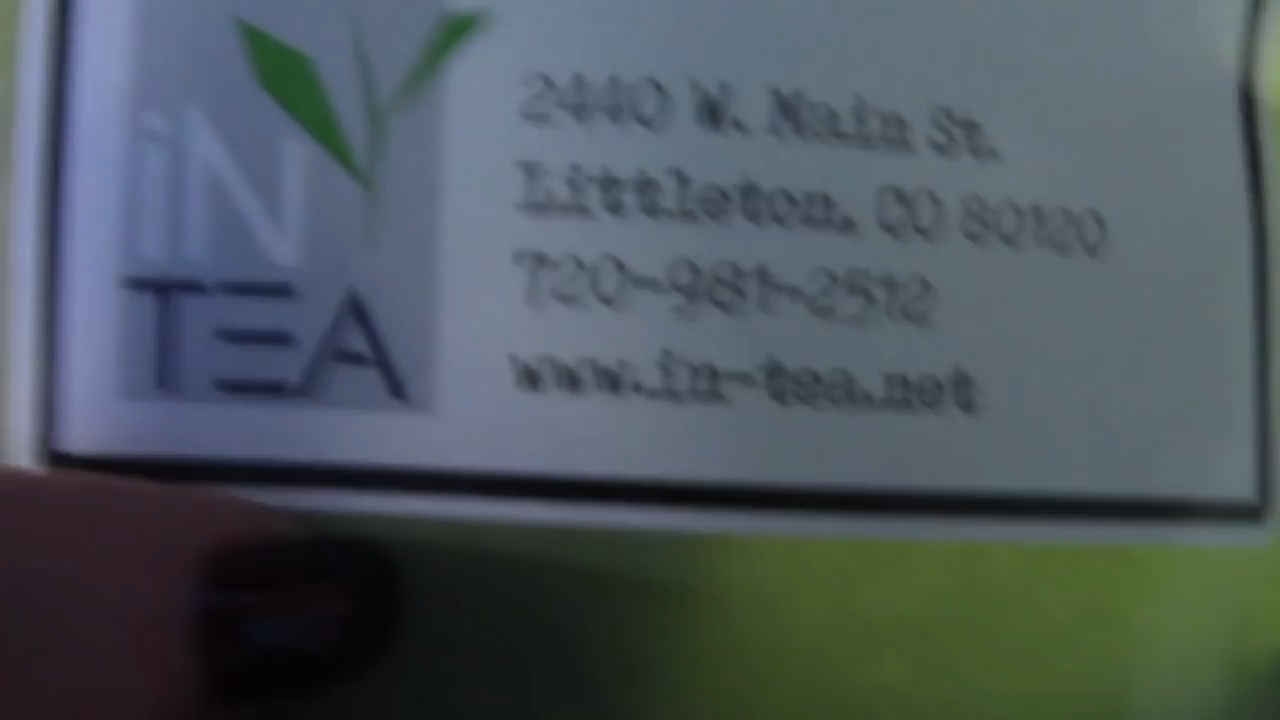 iN
TEA
2440 W. Main St.
Littleton, CO 80120
720-981-2512
www.in-tea.net